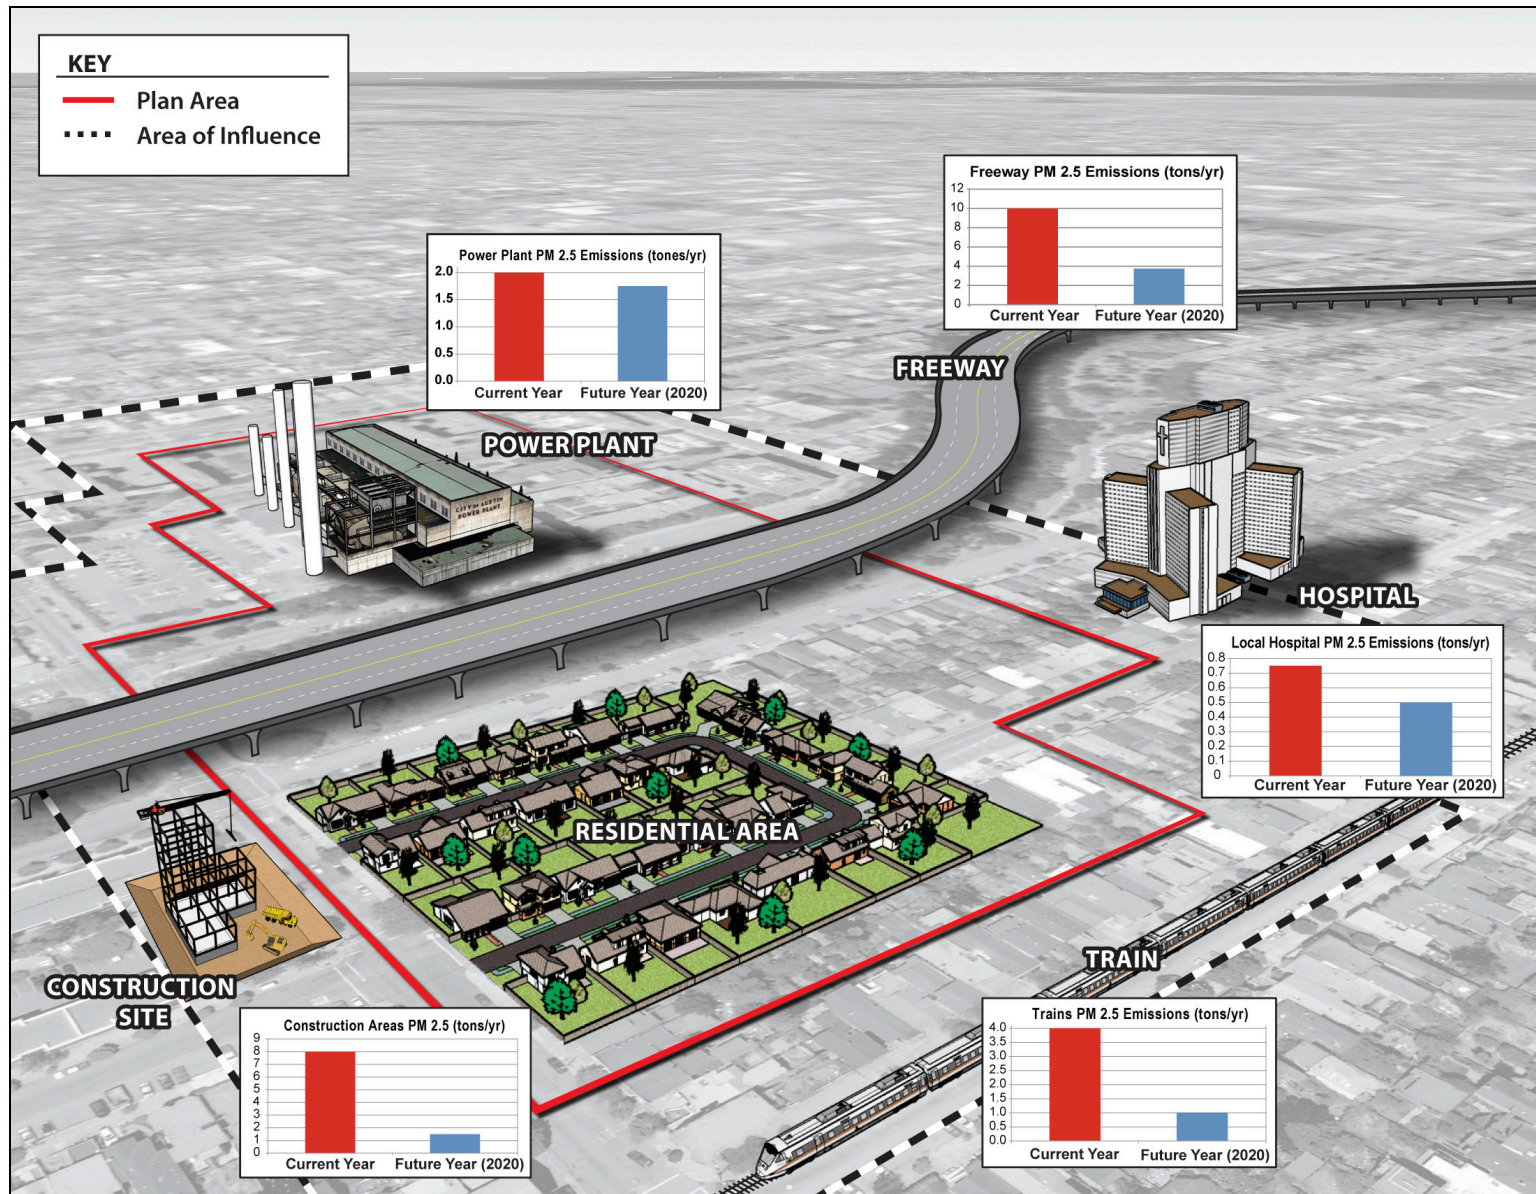 KEY
Plan Area
Area of Influence
Freeway PM 2.5 Emissions (tons/yr)
12
10
8
6
4
2
0
Current Year
Future Year (2020)
Power Plant PM 2.5 Emissions (tones/yr)
2.0
1.5
1.0
0.5
0.0
Current Year
Future Year (2020)
FREEWAY
POWER PLANT
CITY OF AUSTIN
POWER PLANT
HOSPITAL
Local Hospital PM 2.5 Emissions (tons/yr)
0.8
0.7
0.6
0.5
0.4
0.3
0.2
0.1
0
Current Year
Future Year (2020)
RESIDENTIAL AREA
TRAIN
CONSTRUCTION
SITE
Construction Areas PM 2.5 (tons/yr)
9
8
7
6
5
4
3
2
1
0
Current Year
Future Year (2020)
Trains PM 2.5 Emissions (tons/yr)
4.0
3.5
3.0
2.5
2.0
1.5
1.0
0.5
0.0
Current Year
Future Year (2020)